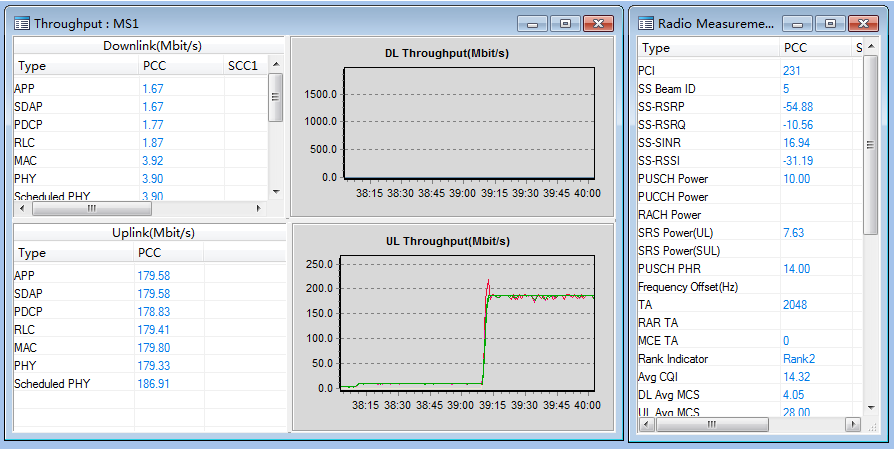 Throughput : MS1
Downlink(Mbit/s)
Type PCC SCC1
APP 1.67
SDAP 1.67
PDCP 1.77
RLC 1.87
MAC 3.92
PHY 3.90
Scheduled PHY 3.90
DL Throughput(Mbit/s)
1500.0
1000.0
500.0
0.0
38:15 38:30 38:45 39:00 39:15 39:30 39:45 40:00
Uplink(Mbit/s)
Type PCC
APP 179.58
SDAP 179.58
PDCP 178.83
RLC 179.41
MAC 179.80
PHY 179.33
Scheduled PHY 186.91
UL Throughput(Mbit/s)
250.0
200.0
150.0
100.0
50.0
0.0
38:15 38:30 38:45 39:00 39:15 39:30 39:45 40:00
Radio Measureme...
Type PCC S
PCI 231
SS Beam ID 5
SS-RSRP -54.88
SS-RSRQ -10.56
SS-SINR 16.94
SS-RSSI -31.19
PUSCH Power 10.00
PUCCH Power
RACH Power
SRS Power(UL) 7.63
SRS Power(SUL)
PUSCH PHR 14.00
Frequency Offset(Hz)
TA 2048
RAR TA
MCE TA 0
Rank Indicator Rank2
Avg CQI 14.32
DL Avg MCS 4.05
UL Avg MCS 28.00